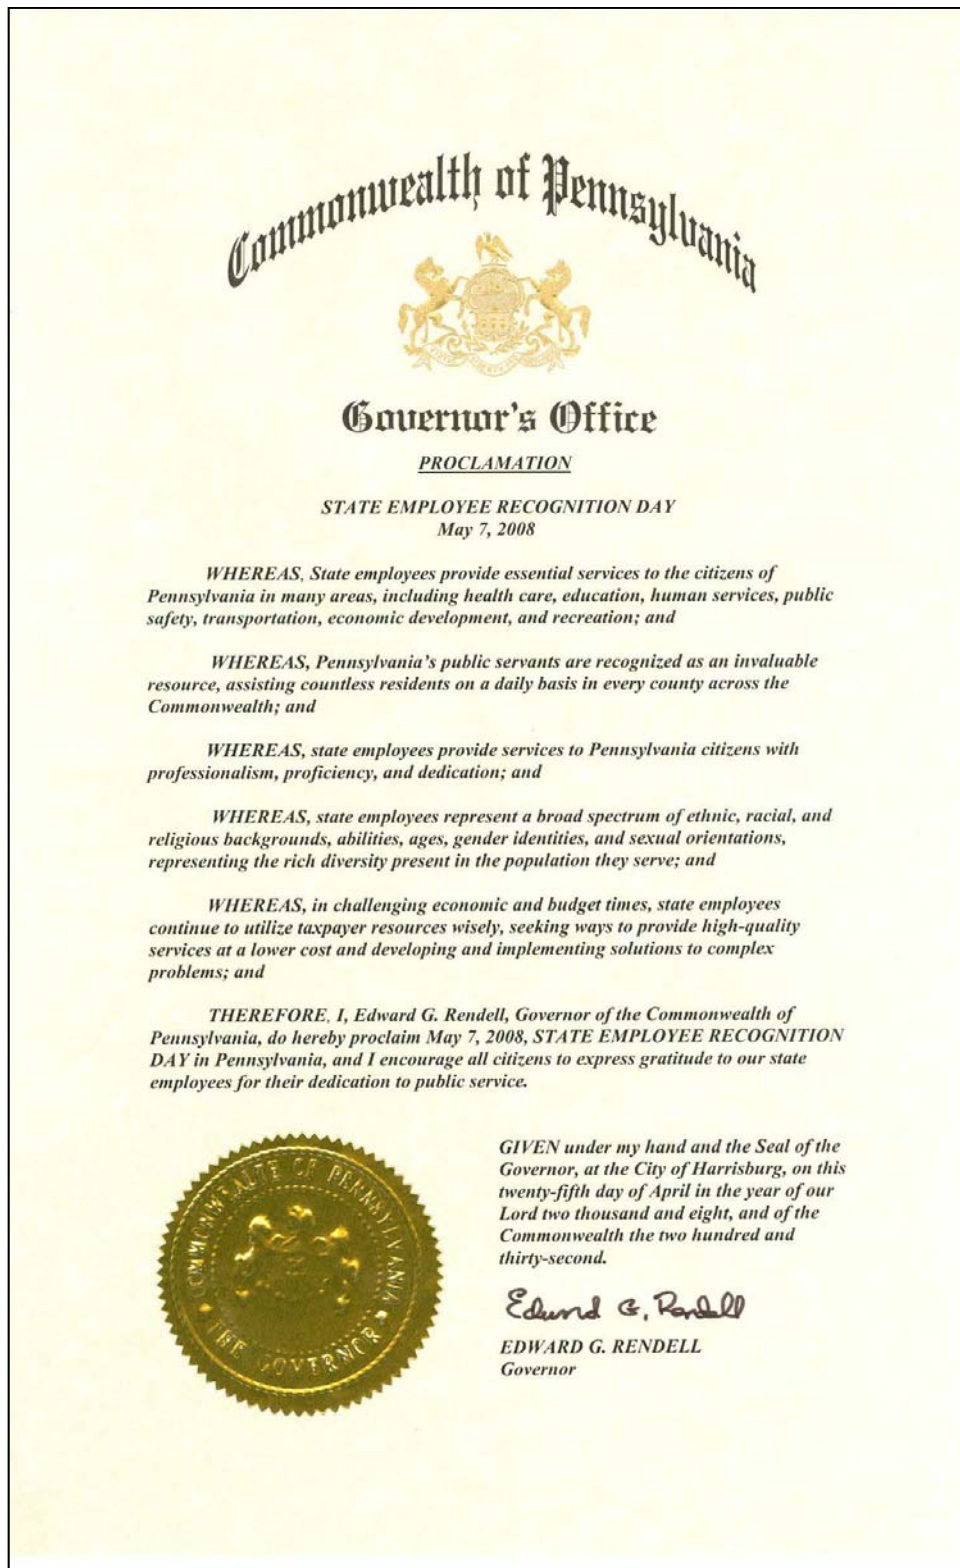 Commonwealth of Pennsylvania
Governor's Office
PROCLAMATION
STATE EMPLOYEE RECOGNITION DAY
May 7, 2008
WHEREAS, State employees provide essential services to the citizens of
Pennsylvania in many areas, including health care, education, human services, public
safety, transportation, economic development, and recreation; and
WHEREAS, Pennsylvania's public servants are recognized as an invaluable
resource, assisting countless residents on a daily basis in every county across the
Commonwealth; and
WHEREAS, state employees provide services to Pennsylvania citizens with
professionalism, proficiency, and dedication; and
WHEREAS, state employees represent a broad spectrum of ethnic, racial, and
religious backgrounds, abilities, ages, gender identities, and sexual orientations,
representing the rich diversity present in the population they serve; and
WHEREAS, in challenging economic and budget times, state employees
continue to utilize taxpayer resources wisely, seeking ways to provide high-quality
services at a lower cost and developing and implementing solutions to complex
problems; and
THEREFORE, I, Edward G. Rendell, Governor of the Commonwealth of
Pennsylvania, do hereby proclaim May 7, 2008, STATE EMPLOYEE RECOGNITION
DAY in Pennsylvania, and I encourage all citizens to express gratitude to our state
employees for their dedication to public service.
GIVEN under my hand and the Seal of the
Governor, at the City of Harrisburg, on this
twenty-fifth day of April in the year of our
Lord two thousand and eight, and of the
Commonwealth the two hundred and
thirty-second.
Edward G. Rendell
EDWARD G. RENDELL
Governor
COMMONWEALTH OF PENNSYLVANIA
THE GOVERNOR